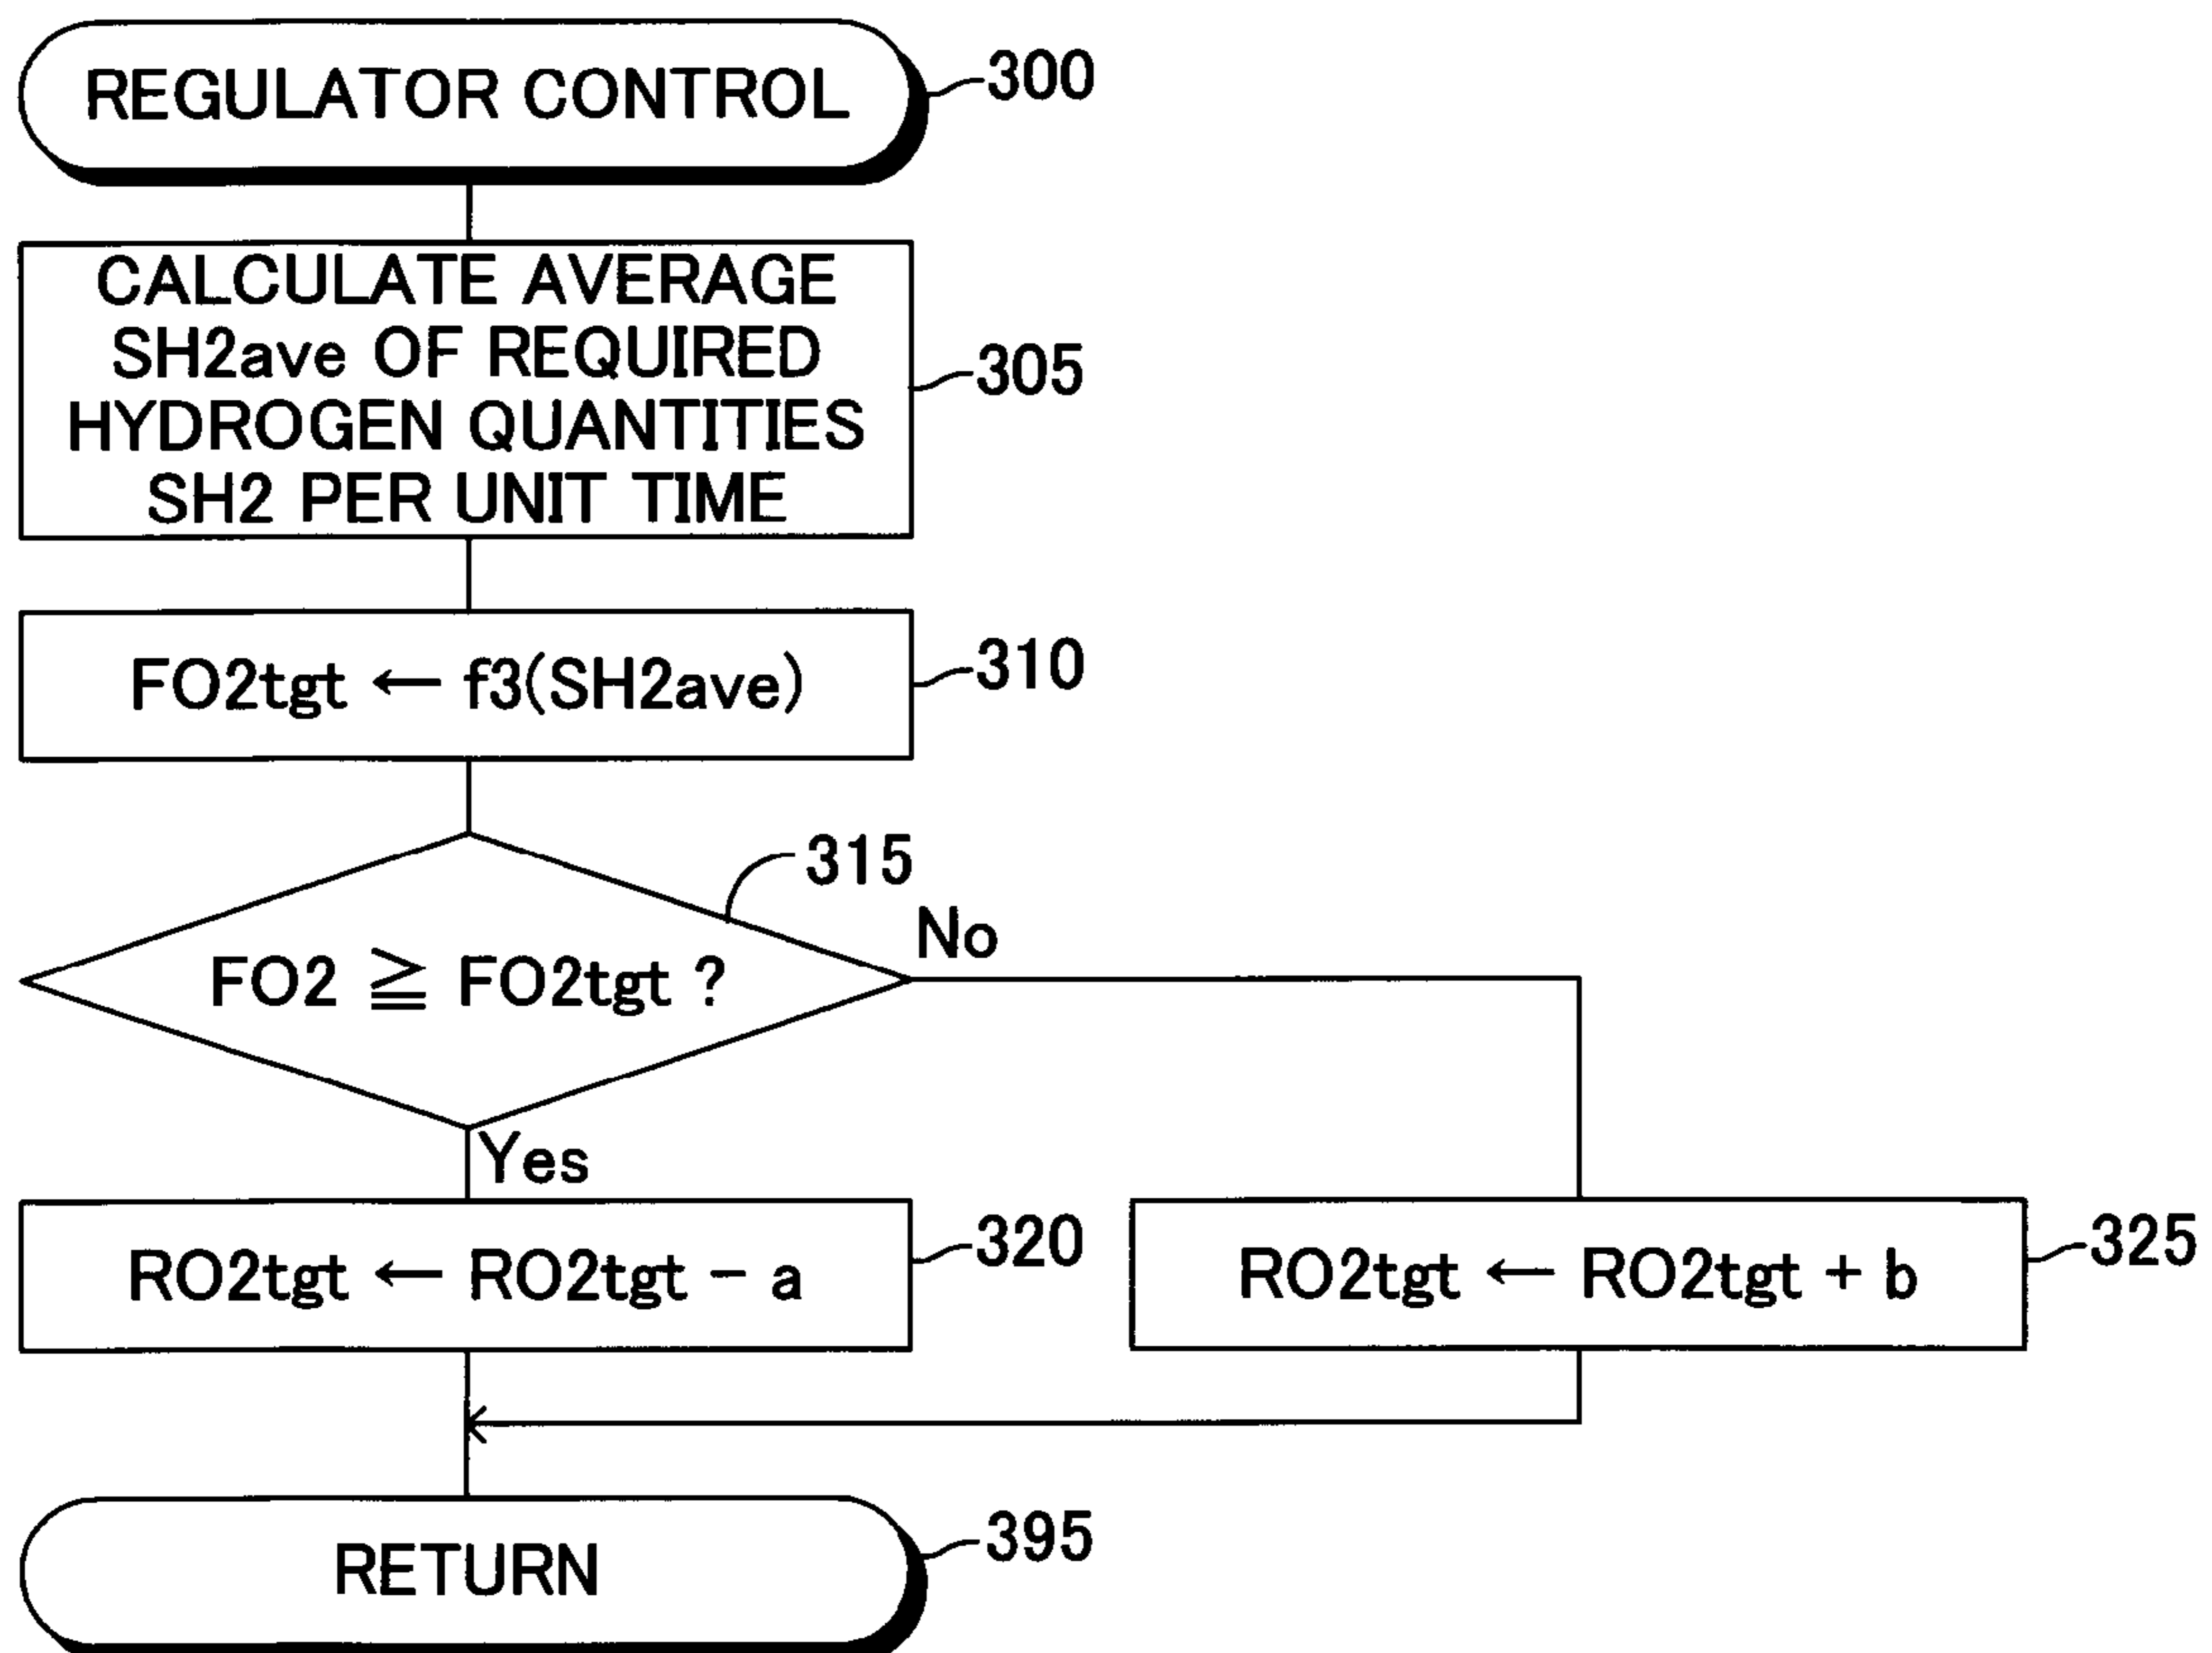 REGULATOR CONTROL
300
CALCULATE AVERAGE
SH2ave OF REQUIRED
HYDROGEN QUANTITIES
SH2 PER UNIT TIME
305
FO2tgt ← f3(SH2ave)
310
315
FO2 ≧ FO2tgt ?
No
Yes
RO2tgt ← RO2tgt - a
320
RO2tgt ← RO2tgt + b
325
RETURN
395